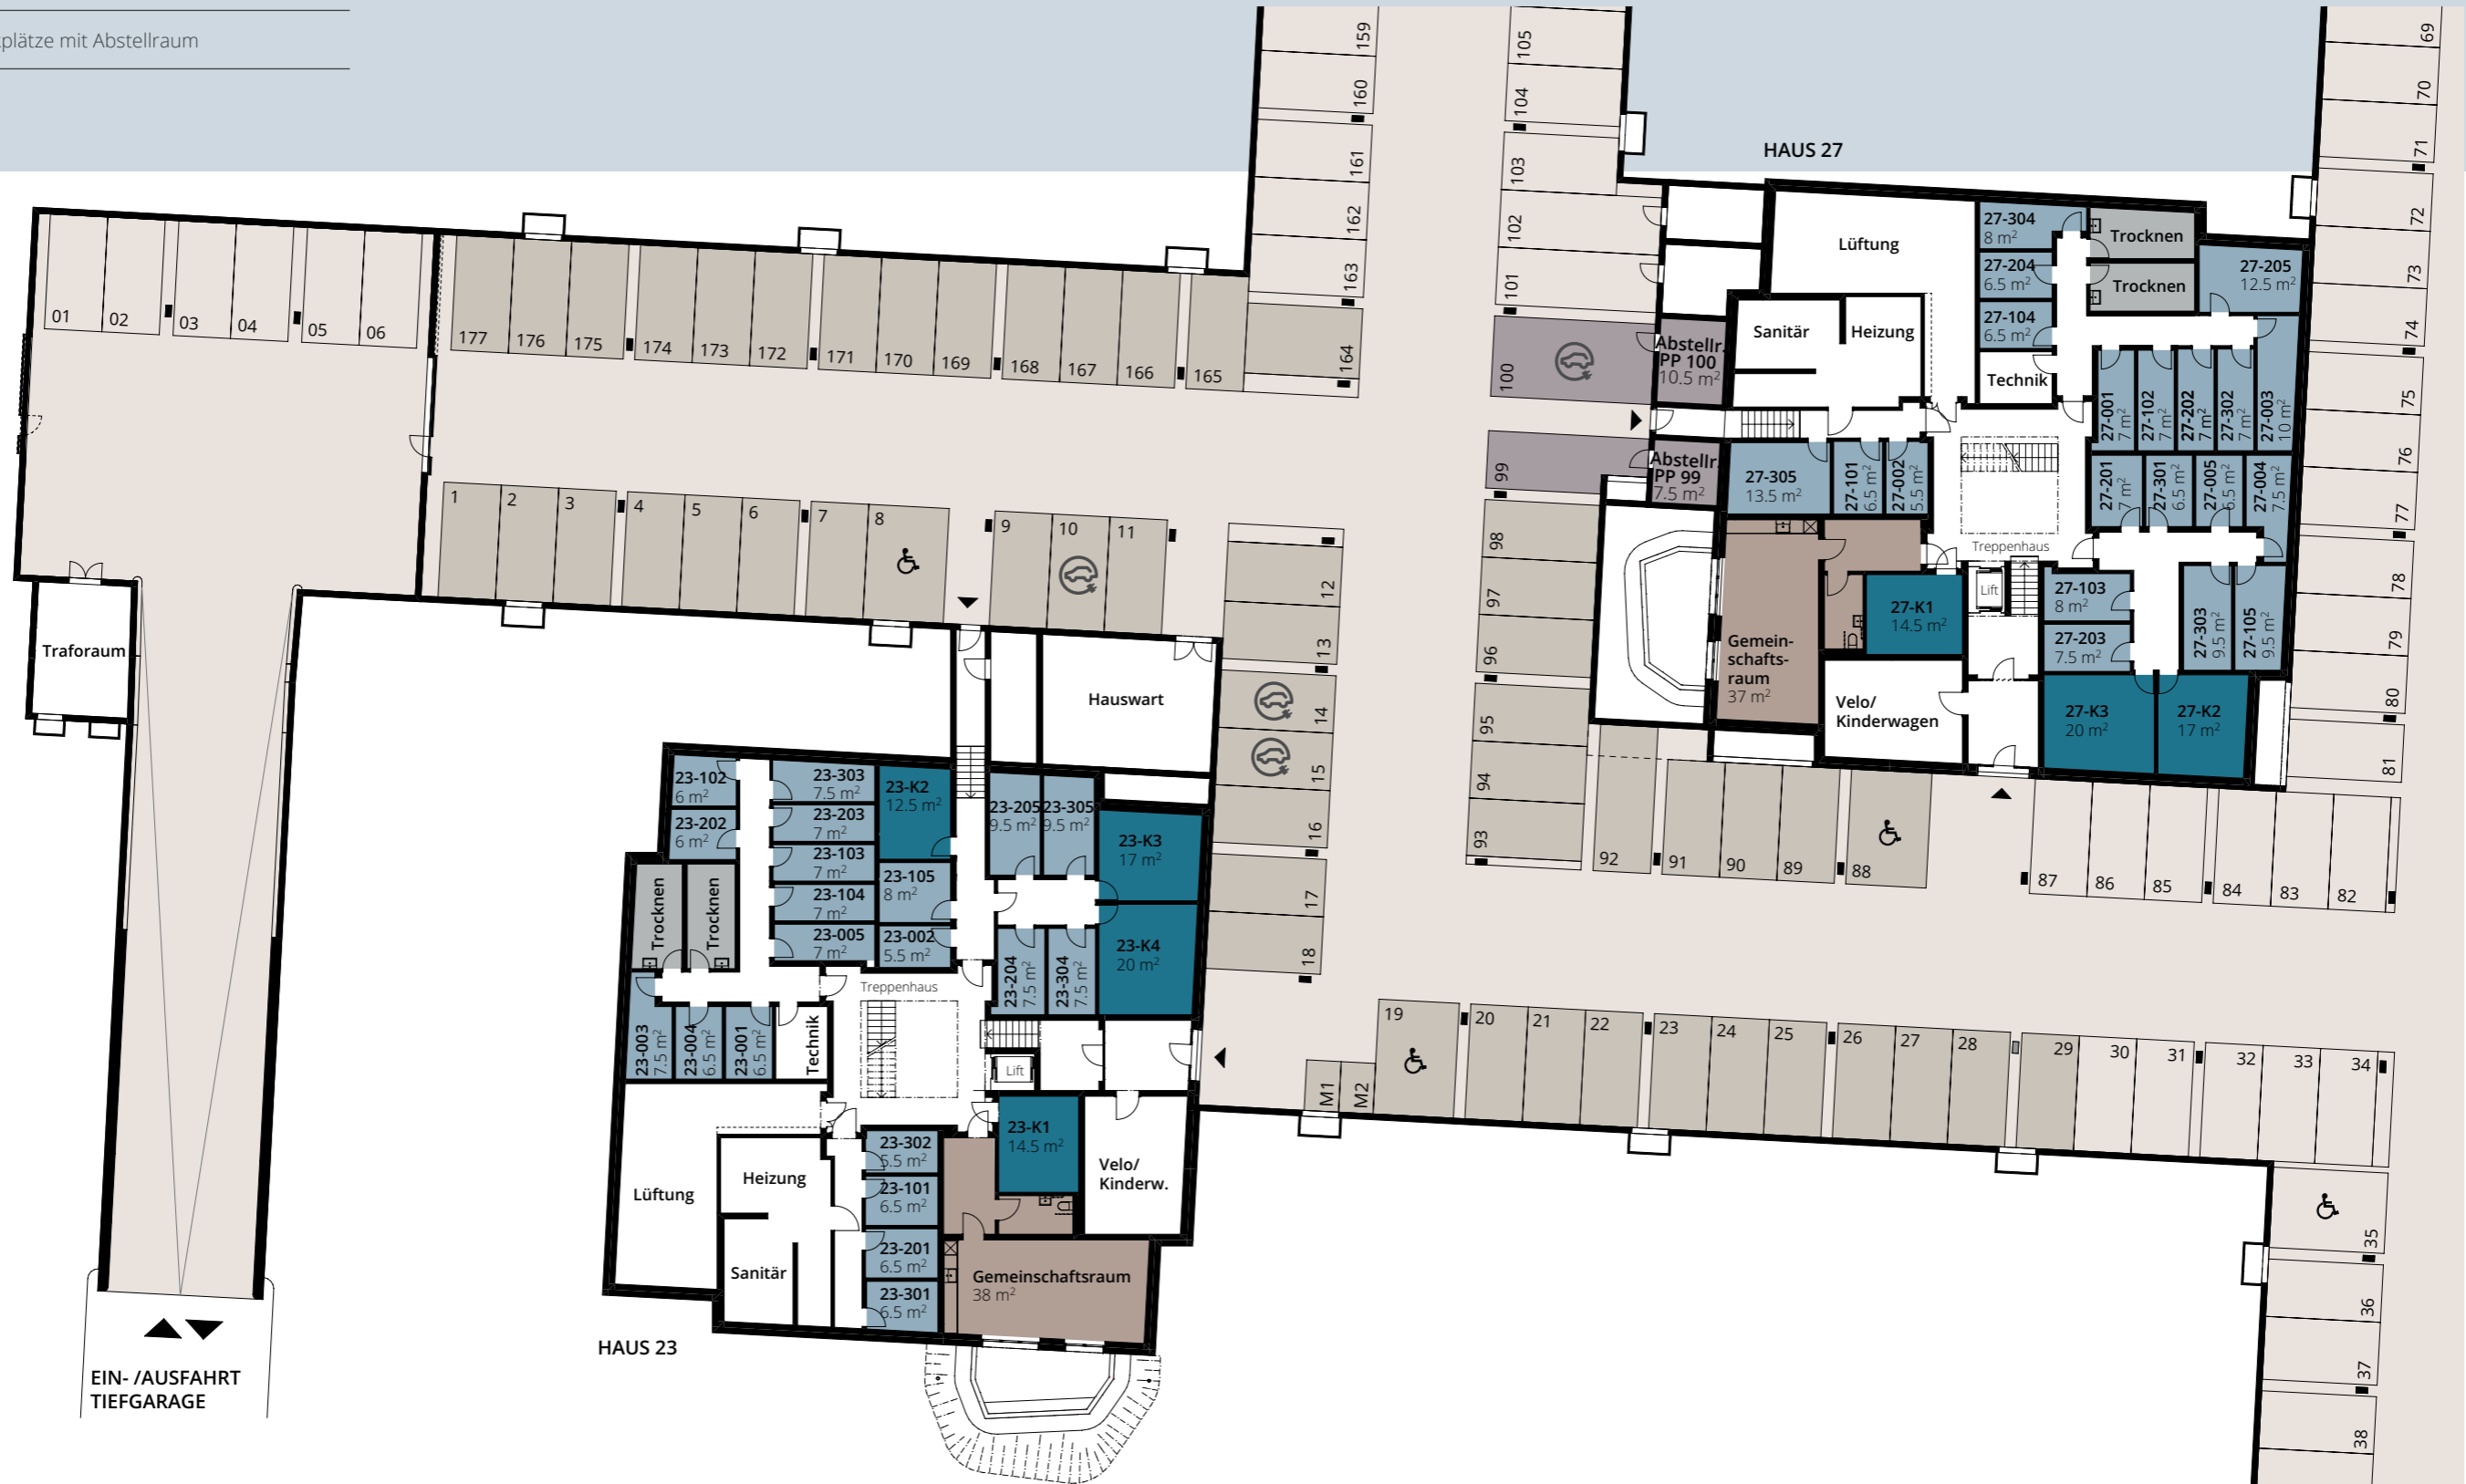 plätze mit Abstellraum
159
160
161
162
163
164
105
104
103
102
101
100
99
98
97
96
95
94
93
HAUS 27
69
70
71
72
73
74
75
76
77
78
79
80
81
01
02
03
04
05
06
177
176
175
174
173
172
171
170
169
168
167
166
165
1
2
3
4
5
6
7
8
9
10
11
12
13
14
15
16
17
18
Lüftung
27-304
8 m²
Trocknen
27-204
6.5 m²
Trocknen
27-205
12.5 m²
27-104
6.5 m²
Sanitär
Heizung
Technik
Abstellr.
PP 100
10.5 m²
Abstellr.
PP 99
7.5 m²
27-305
13.5 m²
27-101
6.5 m²
27-002
5.5 m²
27-001
7 m²
27-102
7 m²
27-202
7 m²
27-302
7 m²
27-003
10 m²
27-201
7 m²
27-301
6.5 m²
27-005
6.5 m²
27-004
7.5 m²
Treppenhaus
Lift
27-103
8 m²
27-203
7.5 m²
27-303
9.5 m²
27-105
9.5 m²
27-K1
14.5 m²
Gemein-
schafts-
raum
37 m²
Velo/
Kinderwagen
27-K3
20 m²
27-K2
17 m²
92
91
90
89
88
87
86
85
84
83
82
Traforaum
Hauswart
23-102
6 m²
23-202
6 m²
23-303
7.5 m²
23-203
7 m²
23-103
7 m²
23-104
7 m²
23-005
7 m²
23-K2
12.5 m²
23-105
8 m²
23-002
5.5 m²
23-205
9.5 m²
23-305
9.5 m²
23-K3
17 m²
23-K4
20 m²
23-204
7.5 m²
23-304
7.5 m²
Trocknen
Trocknen
Treppenhaus
23-003
7.5 m²
23-004
6.5 m²
23-001
6.5 m²
Technik
Lift
M1
M2
19
20
21
22
23
24
25
26
27
28
29
30
31
32
33
34
35
36
37
38
23-K1
14.5 m²
23-302
5.5 m²
23-101
6.5 m²
23-201
6.5 m²
23-301
6.5 m²
Velo/
Kinderw.
Lüftung
Heizung
Sanitär
Gemeinschaftsraum
38 m²
HAUS 23
EIN- /AUSFAHRT
TIEFGARAGE